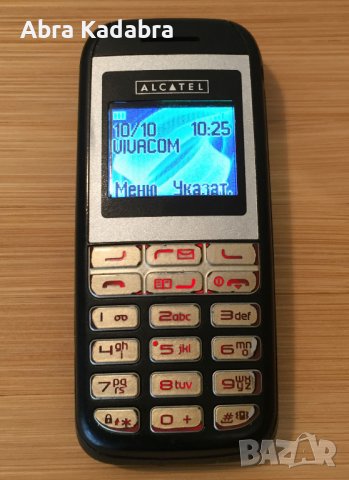 Abra Kadabra
ALCATEL
10/10 10:25
VIVACOM
Меню Указат.
1 2abc 3def
4ghi 5jkl 6mno
7pqrs 8tuv 9wxyz
* 0 + #
BAZAR